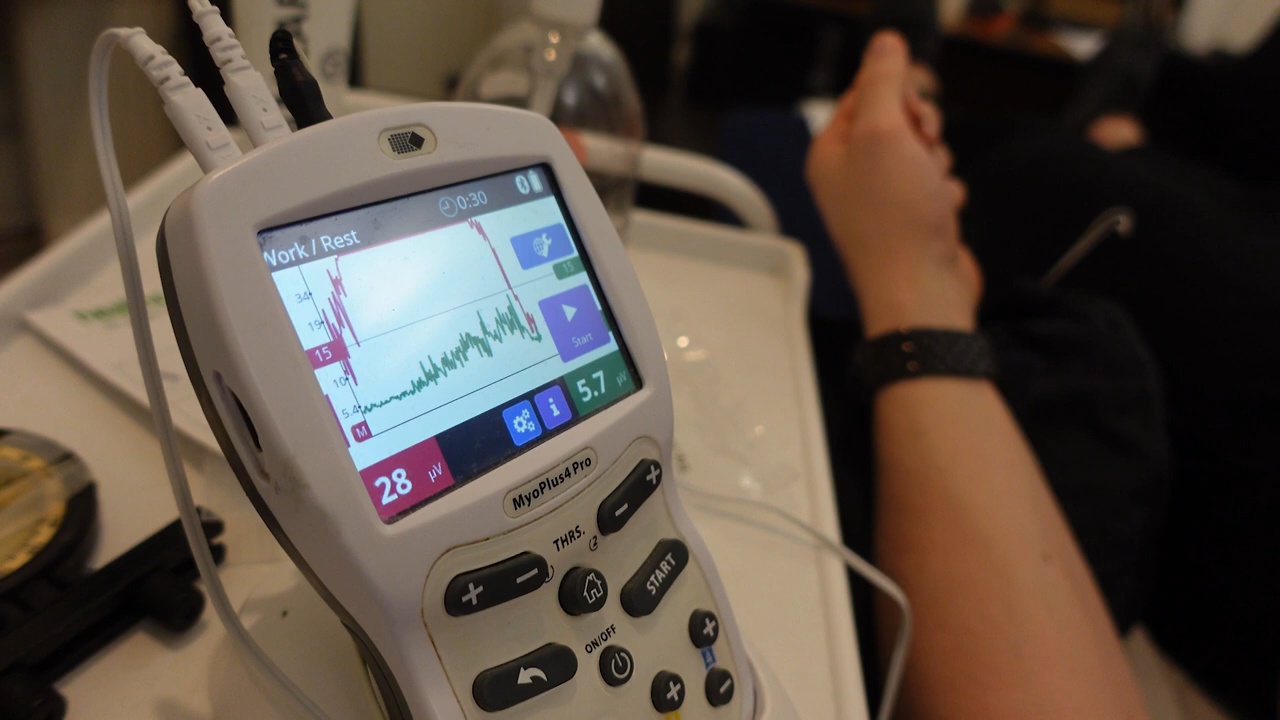 0:30
Work / Rest
34
15
19
15
Start
10
5.4
M
5.7 µV
28 µV
i
MyoPlus4 Pro
+ -
THRS.
+ -
START
ON/OFF
+
+
-